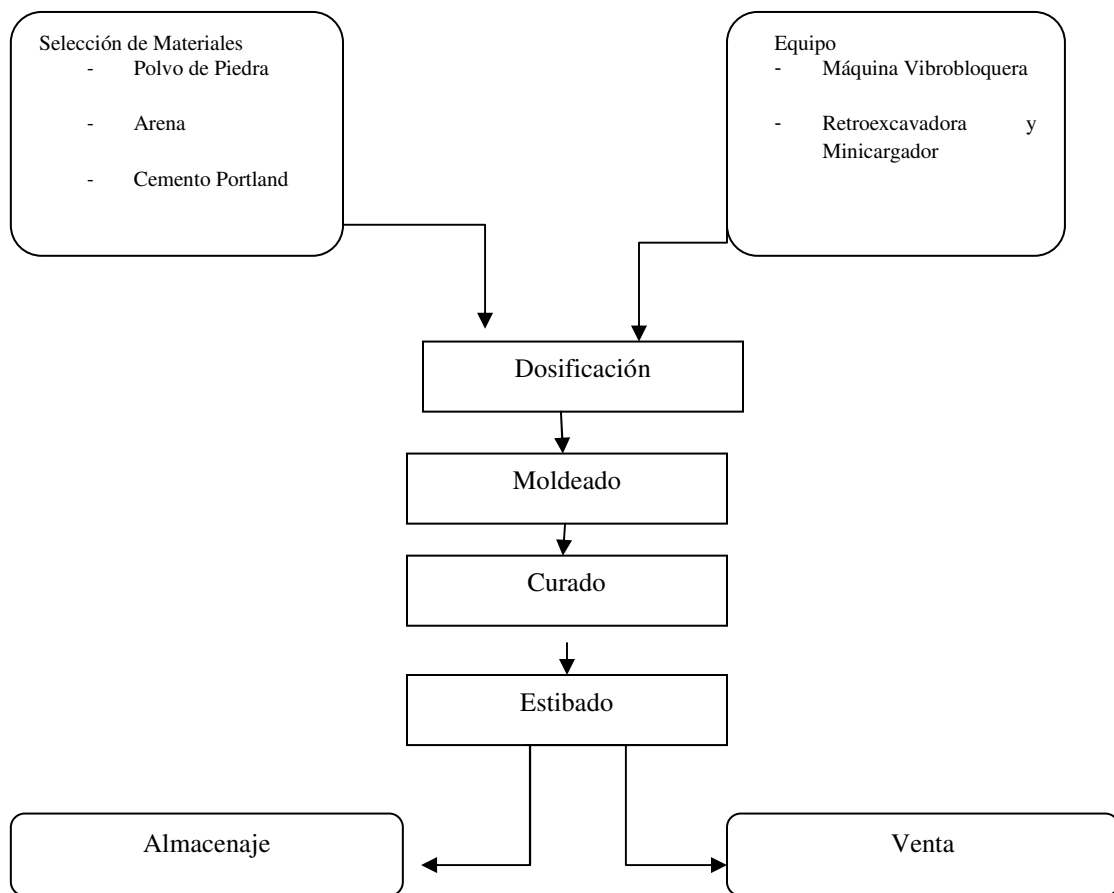 Selección de Materiales
- Polvo de Piedra
- Arena
- Cemento Portland
Equipo
- Máquina Vibrobloquera
- Retroexcavadora y
Minicargador
Dosificación
Moldeado
Curado
Estibado
Almacenaje
Venta